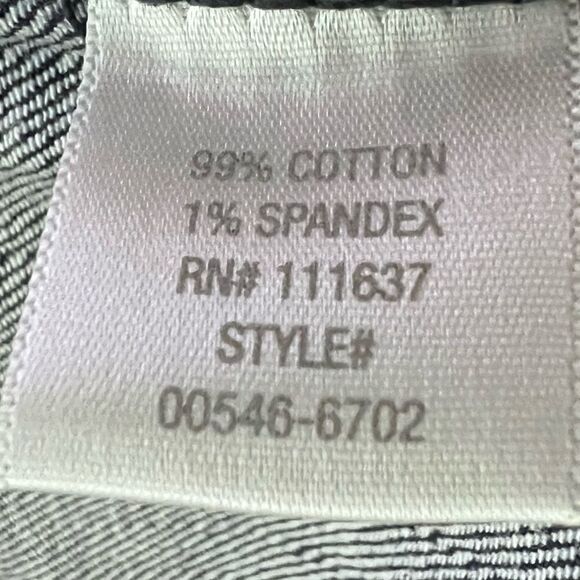 99% COTTON
1% SPANDEX
RN# 111637
STYLE#
00546-6702